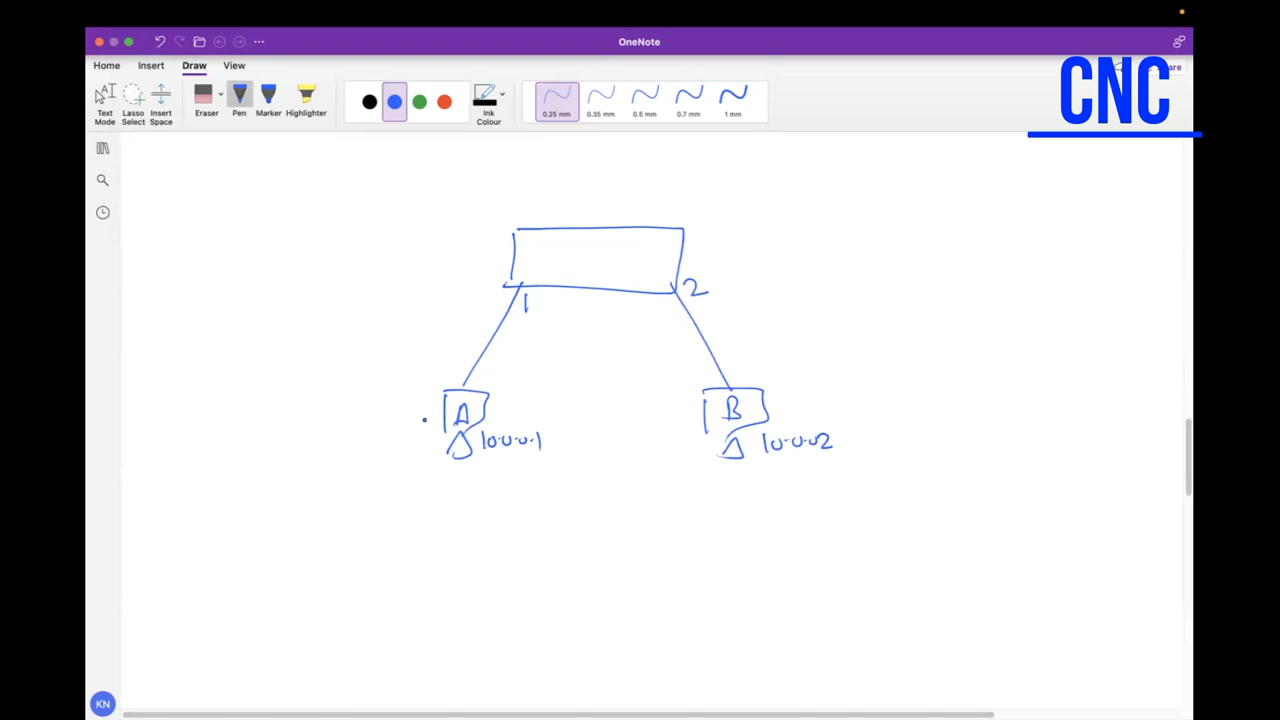 OneNote
Home Insert Draw View
CNC
Text Mode
Lasso Select
Insert Space
Eraser
Pen
Marker
Highlighter
Ink Colour
0.25 mm
0.35 mm
0.5 mm
0.7 mm
1 mm
1
2
A
10.0.0.1
B
10.0.0.2
KN